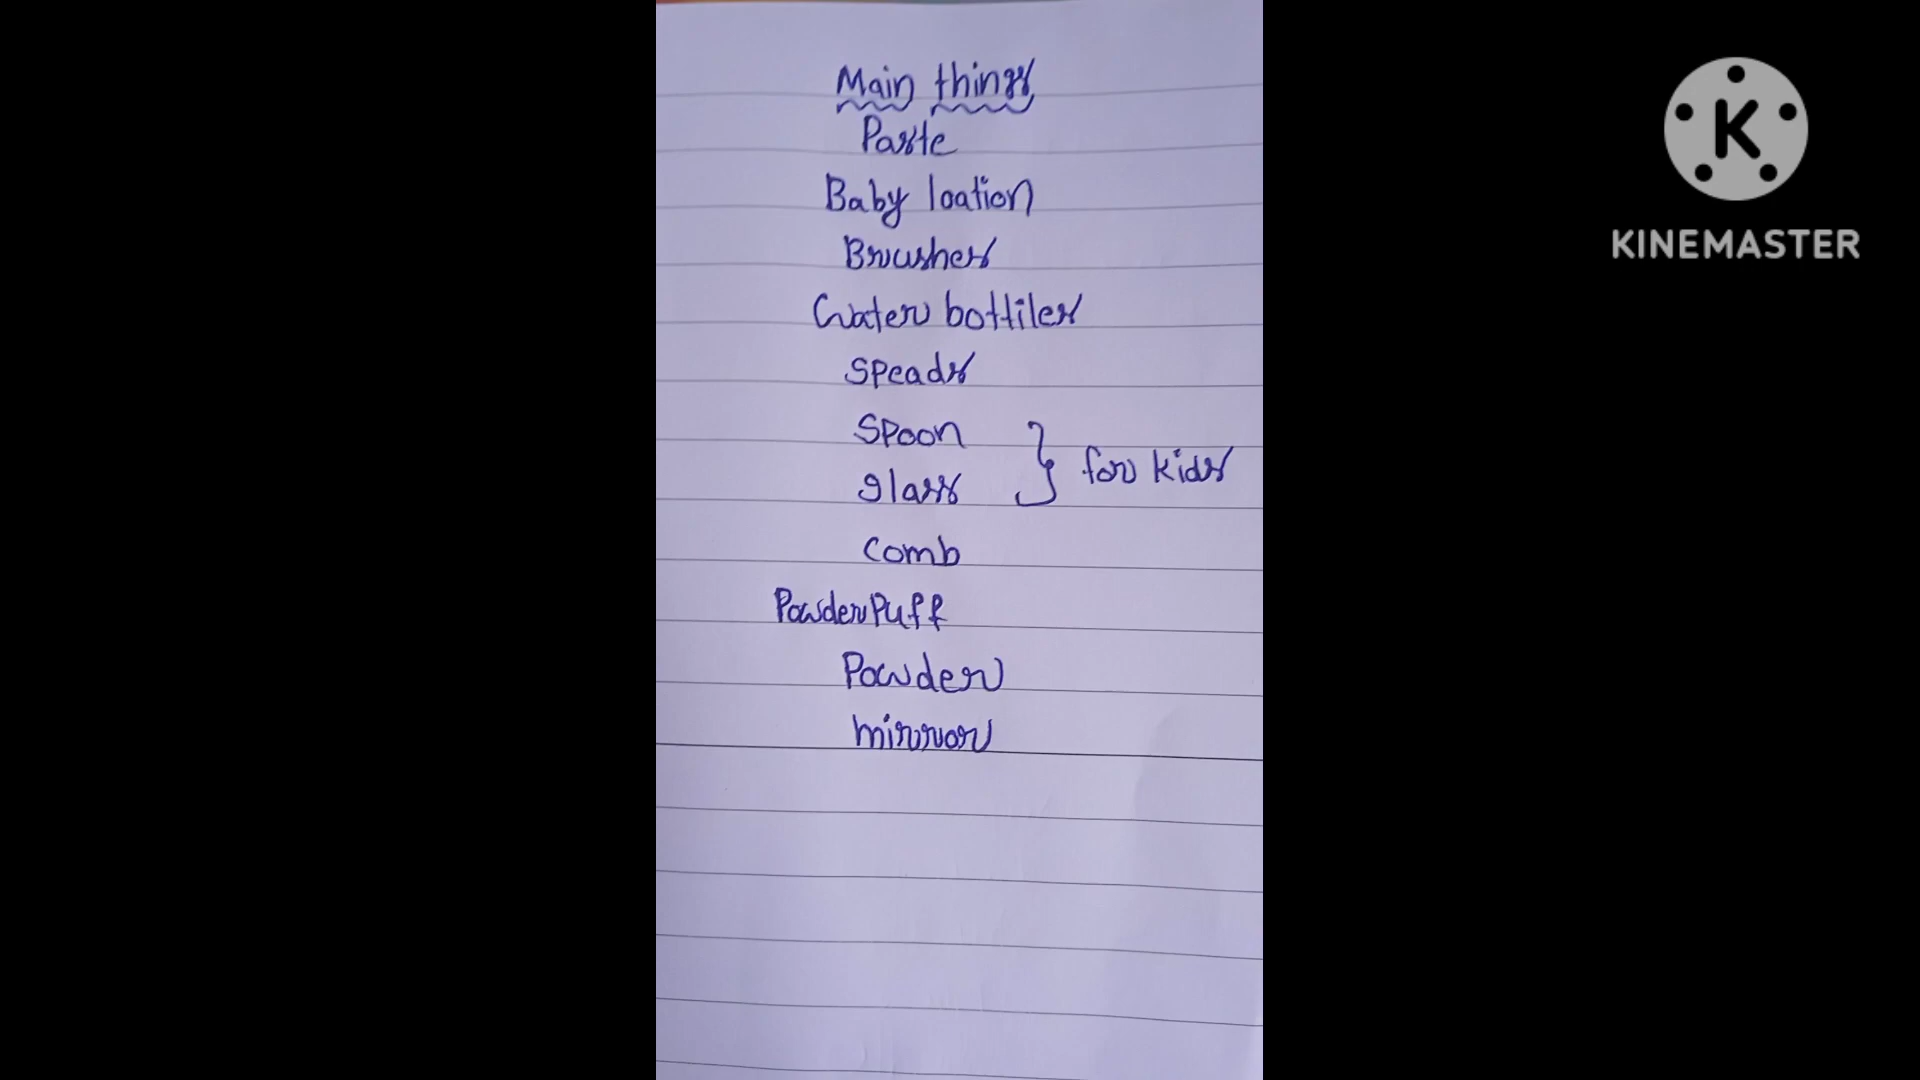 Main things
Paste
Baby loation
Brushes
Water bottiles
Speads
Spoon
glass
for kids
comb
PowderPuff
Powder
mirror
K
KINEMASTER